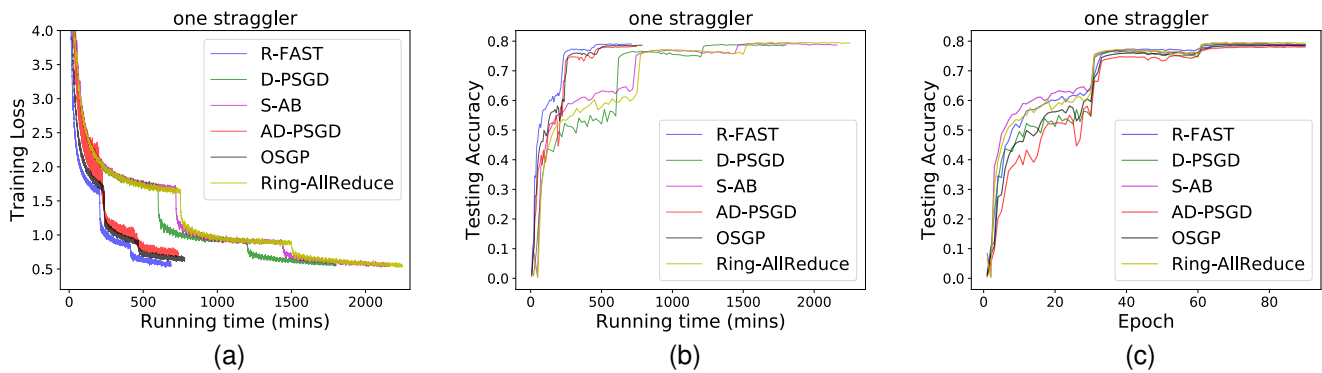 one straggler
4.0
3.5
3.0
2.5
2.0
1.5
1.0
0.5
Training Loss
R-FAST
D-PSGD
S-AB
AD-PSGD
OSGP
Ring-AllReduce
0 500 1000 1500 2000
Running time (mins)
(a)
one straggler
0.8
0.7
0.6
0.5
0.4
0.3
0.2
0.1
0.0
Testing Accuracy
R-FAST
D-PSGD
S-AB
AD-PSGD
OSGP
Ring-AllReduce
0 500 1000 1500 2000
Running time (mins)
(b)
one straggler
0.8
0.7
0.6
0.5
0.4
0.3
0.2
0.1
0.0
Testing Accuracy
R-FAST
D-PSGD
S-AB
AD-PSGD
OSGP
Ring-AllReduce
0 20 40 60 80
Epoch
(c)